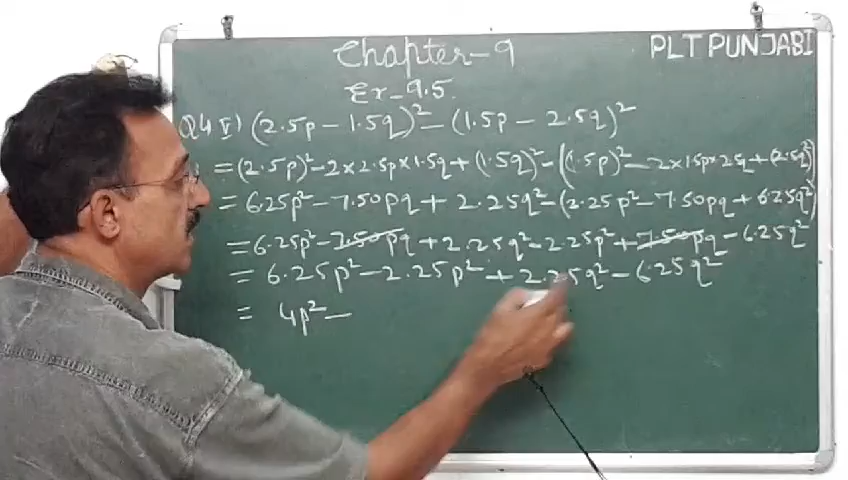 Chapter-9
PLT PUNJABI
Ex-9.5.
Q4 V) (2.5p - 1.5q)² - (1.5p - 2.5q)²
= (2.5p)² - 2×2.5p×1.5q + (1.5q)² - ((1.5p)² - 2×1.5p×2.5q + (2.5q)²)
= 6.25p² - 7.50pq + 2.25q² - (2.25p² - 7.50pq + 6.25q²)
= 6.25p² - 7.50pq + 2.25q² - 2.25p² + 7.50pq - 6.25q²
= 6.25p² - 2.25p² + 2.25q² - 6.25q²
= 4p² -